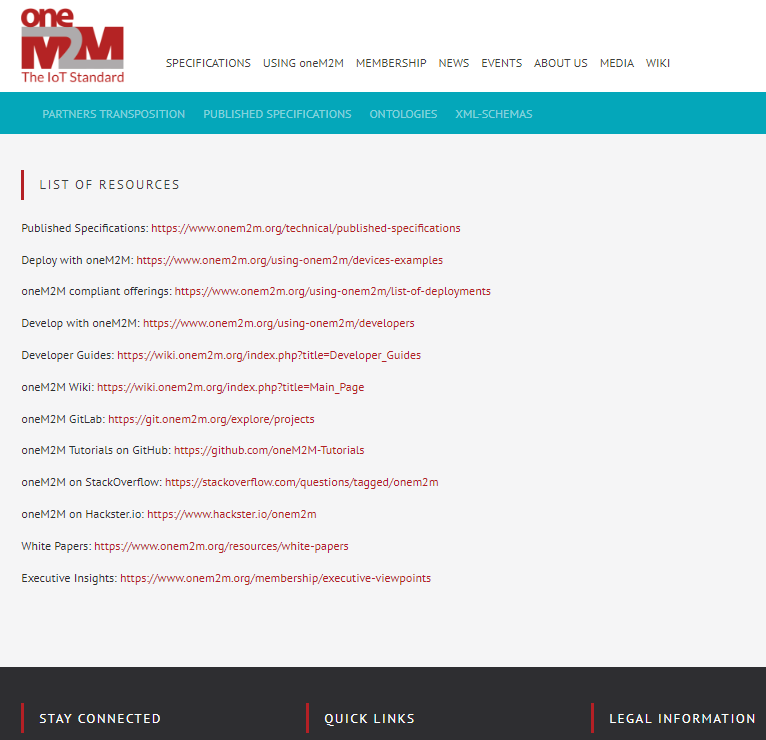 one
M2M
The IoT Standard
SPECIFICATIONS USING oneM2M MEMBERSHIP NEWS EVENTS ABOUT US MEDIA WIKI
PARTNERS TRANSPOSITION PUBLISHED SPECIFICATIONS ONTOLOGIES XML-SCHEMAS
LIST OF RESOURCES
Published Specifications: https://www.onem2m.org/technical/published-specifications
Deploy with oneM2M: https://www.onem2m.org/using-onem2m/devices-examples
oneM2M compliant offerings: https://www.onem2m.org/using-onem2m/list-of-deployments
Develop with oneM2M: https://www.onem2m.org/using-onem2m/developers
Developer Guides: https://wiki.onem2m.org/index.php?title=Developer_Guides
oneM2M Wiki: https://wiki.onem2m.org/index.php?title=Main_Page
oneM2M GitLab: https://git.onem2m.org/explore/projects
oneM2M Tutorials on GitHub: https://github.com/oneM2M-Tutorials
oneM2M on StackOverflow: https://stackoverflow.com/questions/tagged/onem2m
oneM2M on Hackster.io: https://www.hackster.io/onem2m
White Papers: https://www.onem2m.org/resources/white-papers
Executive Insights: https://www.onem2m.org/membership/executive-viewpoints
STAY CONNECTED QUICK LINKS LEGAL INFORMATION